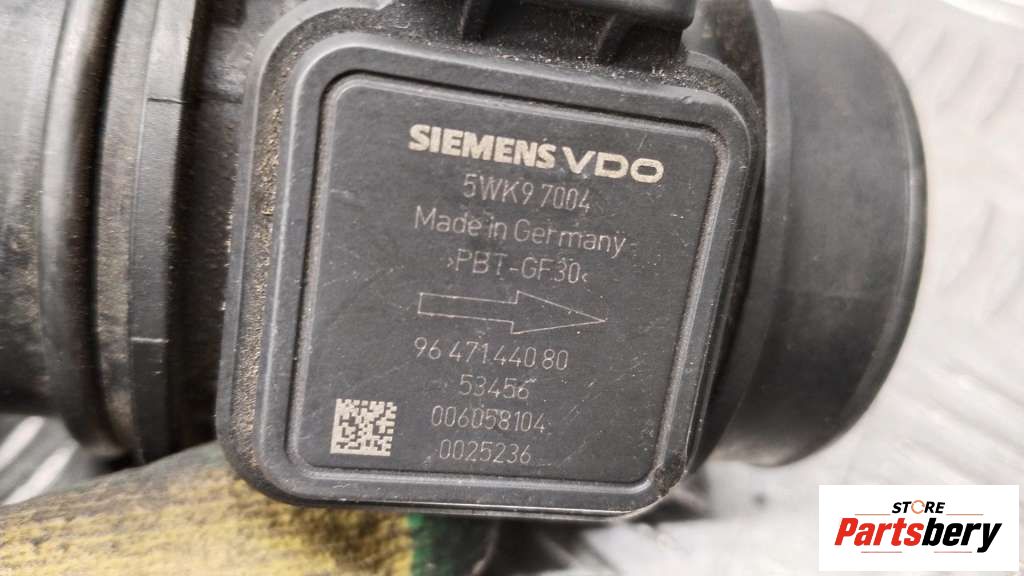 SIEMENS VDO
5WK9 7004
Made in Germany
›PBT-GF30‹
96 471 440 80
53456
006058104
0025236
STORE
Partsbery